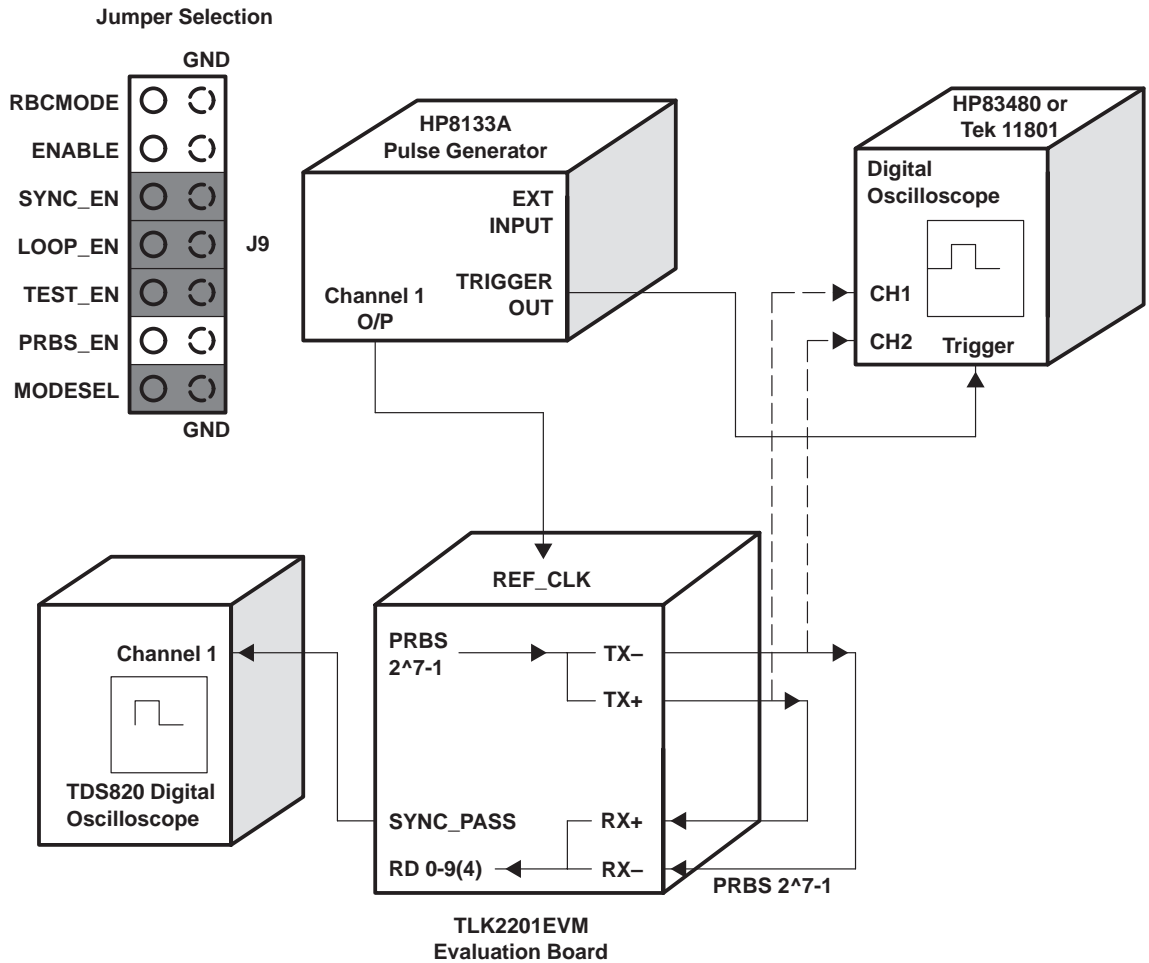 Jumper Selection
GND
RBCMODE
ENABLE
SYNC_EN
LOOP_EN
TEST_EN
PRBS_EN
MODESEL
GND
J9
HP8133A
Pulse Generator
EXT
INPUT
TRIGGER
OUT
Channel 1
O/P
HP83480 or
Tek 11801
Digital
Oscilloscope
CH1
CH2
Trigger
REF_CLK
PRBS
2^7-1
TX–
TX+
SYNC_PASS
RX+
RD 0-9(4)
RX–
PRBS 2^7-1
Channel 1
TDS820 Digital
Oscilloscope
TLK2201EVM
Evaluation Board